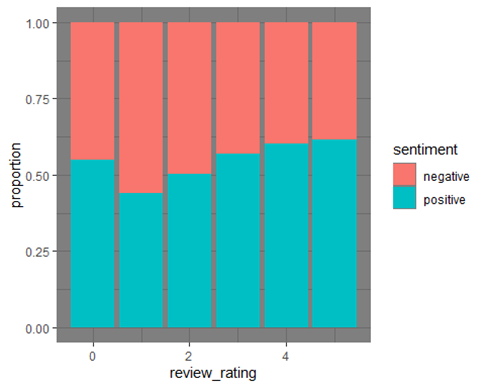 1.00
0.75
0.50
0.25
0.00
proportion
0 2 4
review_rating
sentiment
negative
positive